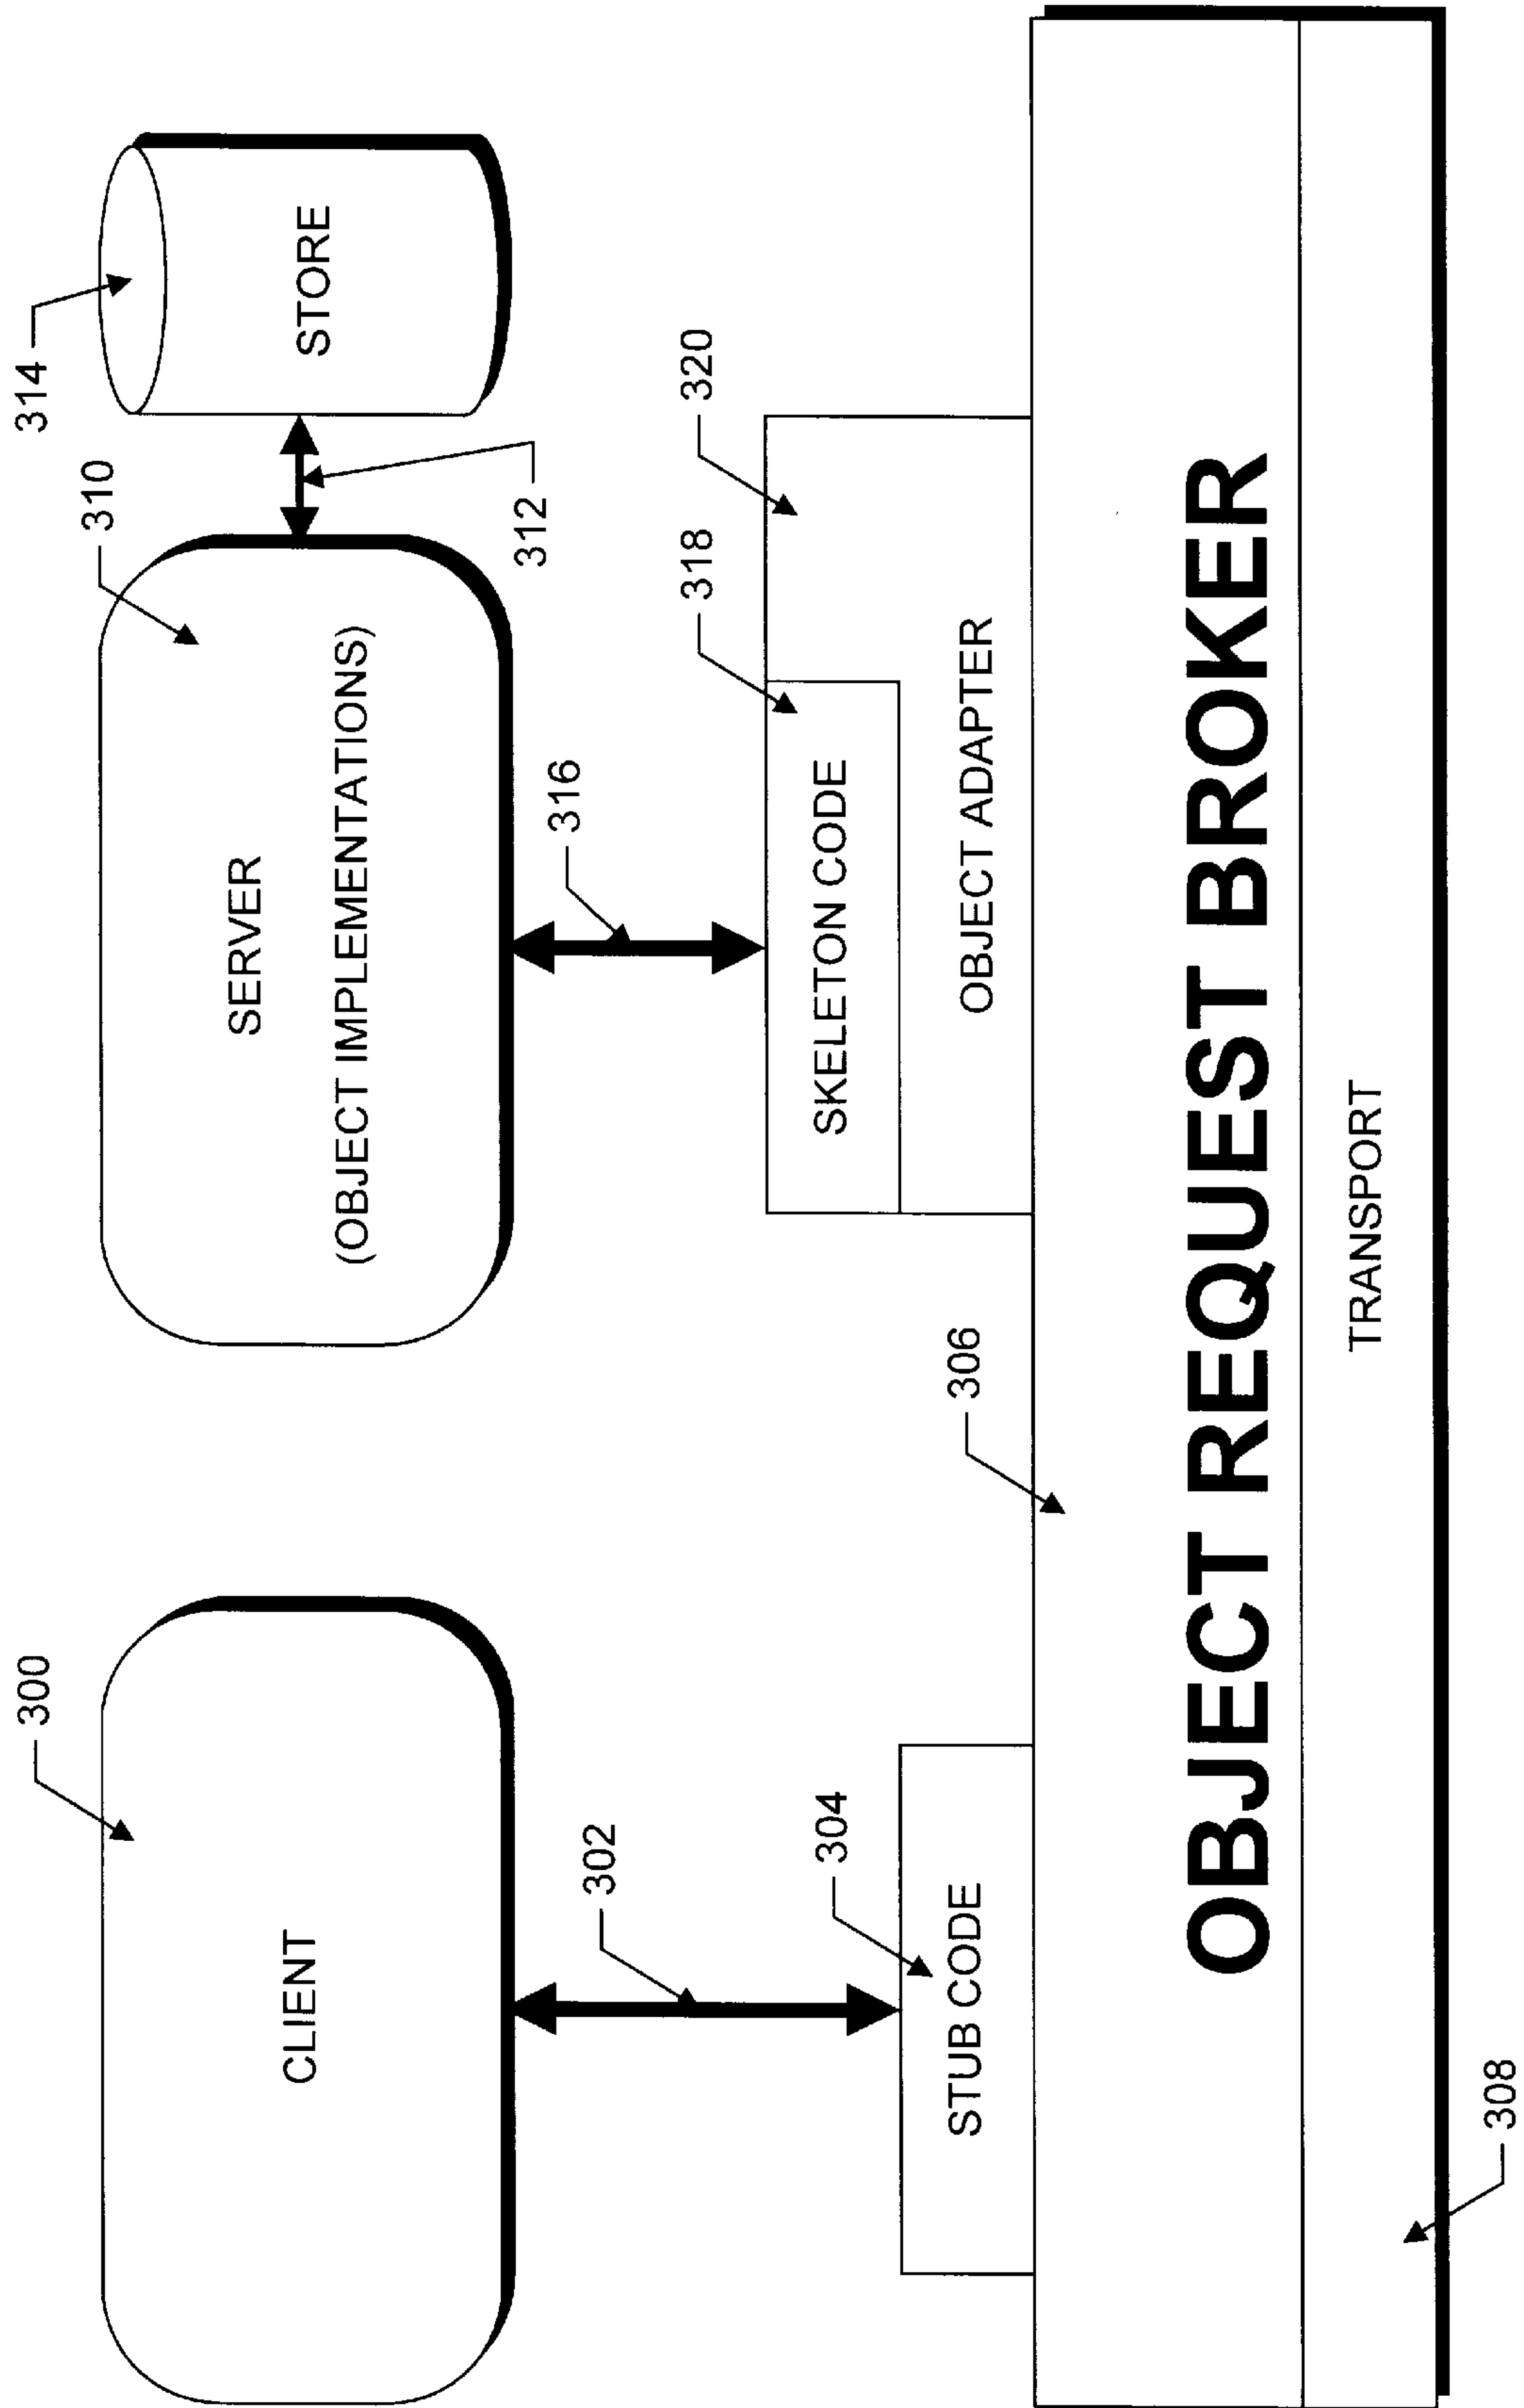 300
310
314
CLIENT
SERVER
(OBJECT IMPLEMENTATIONS)
STORE
312
302
316
318
320
304
STUB CODE
SKELETON CODE
OBJECT ADAPTER
306
OBJECT REQUEST BROKER
TRANSPORT
308